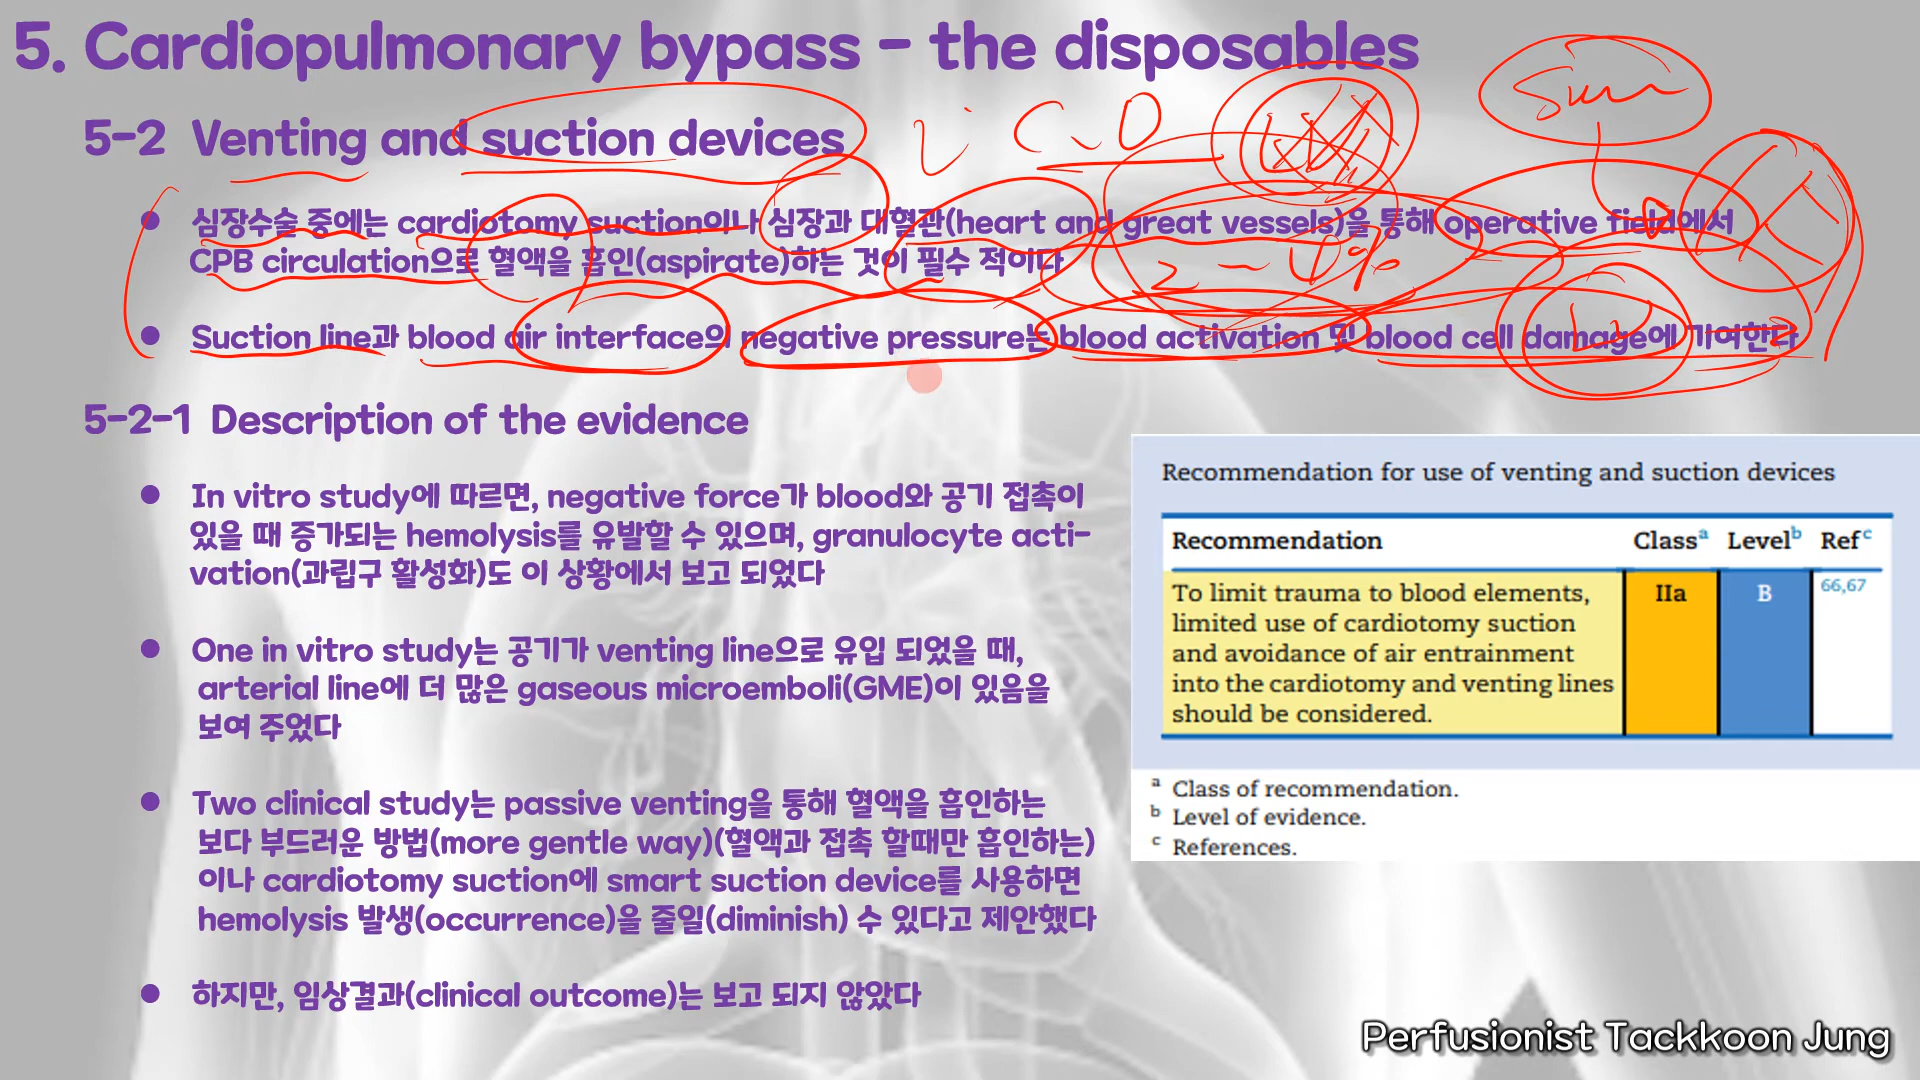 5. Cardiopulmonary bypass - the disposables
5-2 Venting and suction devices
심장수술 중에는 cardiotomy suction이나 심장과 대혈관(heart and great vessels)을 통해 operative field에서
CPB circulation으로 혈액을 흡인(aspirate)하는 것이 필수 적이다
2-10%
Suction line과 blood air interface의 negative pressure는 blood activation 및 blood cell damage에 기여한다
5-2-1 Description of the evidence
In vitro study에 따르면, negative force가 blood와 공기 접촉이
있을 때 증가되는 hemolysis를 유발할 수 있으며, granulocyte acti-
vation(과립구 활성화)도 이 상황에서 보고 되었다
One in vitro study는 공기가 venting line으로 유입 되었을 때,
arterial line에 더 많은 gaseous microemboli(GME)이 있음을
보여 주었다
Two clinical study는 passive venting을 통해 혈액을 흡인하는
보다 부드러운 방법(more gentle way)(혈액과 접촉 할때만 흡인하는)
이나 cardiotomy suction에 smart suction device를 사용하면
hemolysis 발생(occurrence)을 줄일(diminish) 수 있다고 제안했다
하지만, 임상결과(clinical outcome)는 보고 되지 않았다
Recommendation for use of venting and suction devices
Recommendation Class^a Level^b Ref^c
To limit trauma to blood elements, IIa B 66,67
limited use of cardiotomy suction
and avoidance of air entrainment
into the cardiotomy and venting lines
should be considered.
a Class of recommendation.
b Level of evidence.
c References.
Perfusionist Tackkoon Jung